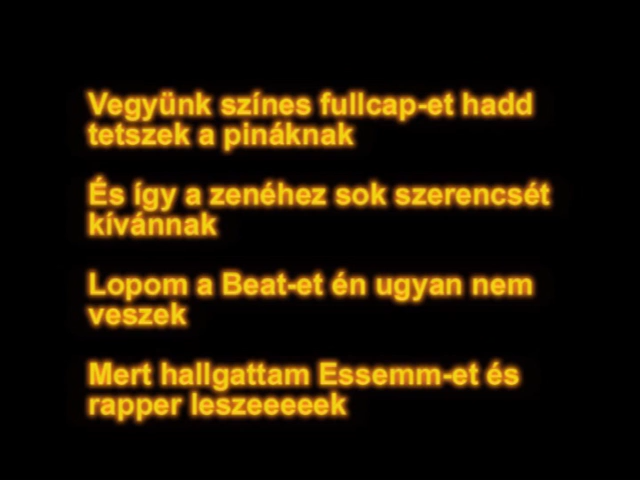 Vegyünk színes fullcap-et hadd
tetszek a pináknak
És így a zenéhez sok szerencsét
kívánnak
Lopom a Beat-et én ugyan nem
veszek
Mert hallgattam Essemm-et és
rapper leszeeeeek